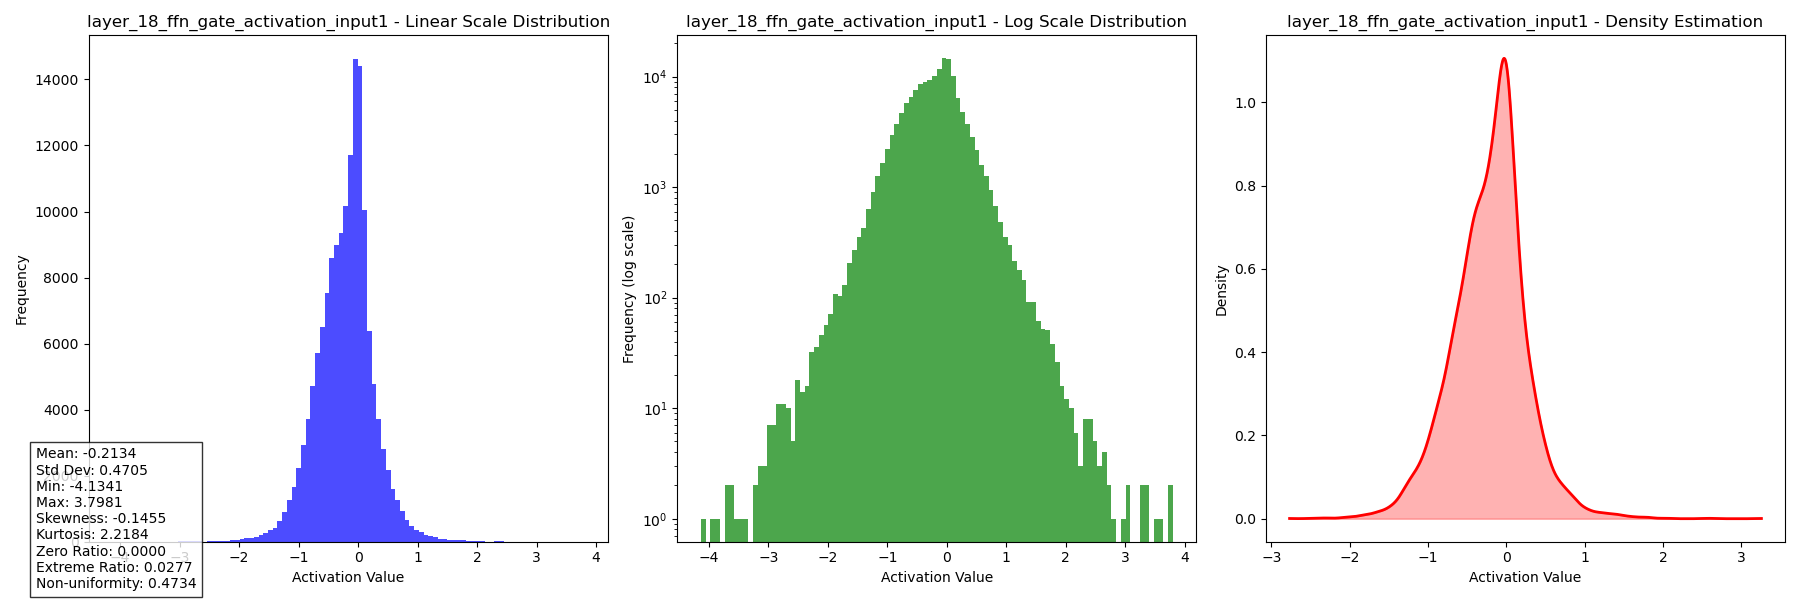 layer_18_ffn_gate_activation_input1 - Linear Scale Distribution
Frequency
14000
12000
10000
8000
6000
4000
−2
−1
0
1
2
3
4
Activation Value
Mean: -0.2134
Std Dev: 0.4705
Min: -4.1341
Max: 3.7981
Skewness: -0.1455
Kurtosis: 2.2184
Zero Ratio: 0.0000
Extreme Ratio: 0.0277
Non-uniformity: 0.4734
layer_18_ffn_gate_activation_input1 - Log Scale Distribution
Frequency (log scale)
10⁴
10³
10²
10¹
10⁰
−4
−3
−2
−1
0
1
2
3
4
Activation Value
layer_18_ffn_gate_activation_input1 - Density Estimation
Density
1.0
0.8
0.6
0.4
0.2
0.0
−3
−2
−1
0
1
2
3
Activation Value